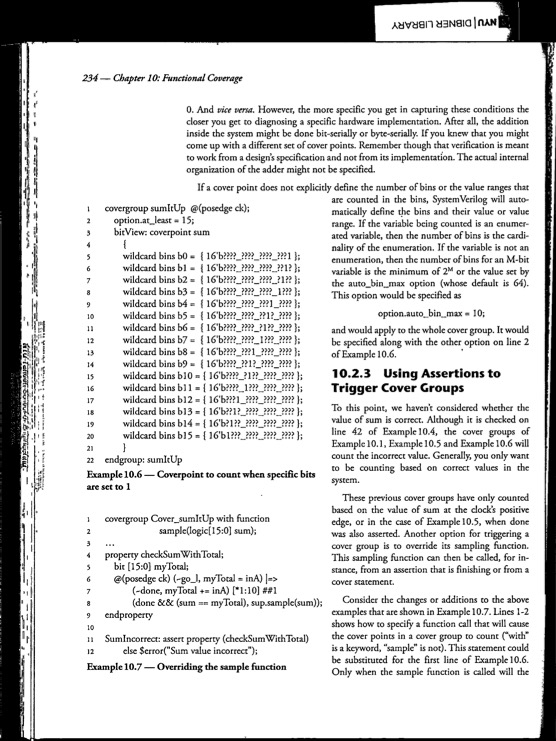 NYU | DIBNER LIBRARY
234 — Chapter 10: Functional Coverage
0. And vice versa. However, the more specific you get in capturing these conditions the
closer you get to diagnosing a specific hardware implementation. After all, the addition
inside the system might be done bit-serially or byte-serially. If you knew that you might
come up with a different set of cover points. Remember though that verification is meant
to work from a design's specification and not from its implementation. The actual internal
organization of the adder might not be specified.
If a cover point does not explicitly define the number of bins or the value ranges that
are counted in the bins, SystemVerilog will auto-
matically define the bins and their value or value
range. If the variable being counted is an enumer-
ated variable, then the number of bins is the cardi-
nality of the enumeration. If the variable is not an
enumeration, then the number of bins for an M-bit
variable is the minimum of 2^M or the value set by
the auto_bin_max option (whose default is 64).
This option would be specified as
option.auto_bin_max = 10;
and would apply to the whole cover group. It would
be specified along with the other option on line 2
of Example 10.6.
10.2.3 Using Assertions to
Trigger Cover Groups
To this point, we haven't considered whether the
value of sum is correct. Although it is checked on
line 42 of Example 10.4, the cover groups of
Example 10.1, Example 10.5 and Example 10.6 will
count the incorrect value. Generally, you only want
to be counting based on correct values in the
system.
These previous cover groups have only counted
based on the value of sum at the clock's positive
edge, or in the case of Example 10.5, when done
was also asserted. Another option for triggering a
cover group is to override its sampling function.
This sampling function can then be called, for in-
stance, from an assertion that is finishing or from a
cover statement.
Consider the changes or additions to the above
examples that are shown in Example 10.7. Lines 1-2
shows how to specify a function call that will cause
the cover points in a cover group to count ("with"
is a keyword, "sample" is not). This statement could
be substituted for the first line of Example 10.6.
Only when the sample function is called will the
1 covergroup sumItUp @(posedge ck);
2 option.at_least = 15;
3 bitView: coverpoint sum
4 {
5 wildcard bins b0 = { 16'b????_????_????_???1 };
6 wildcard bins b1 = { 16'b????_????_????_??1? };
7 wildcard bins b2 = { 16'b????_????_????_?1?? };
8 wildcard bins b3 = { 16'b????_????_????_1??? };
9 wildcard bins b4 = { 16'b????_????_???1_???? };
10 wildcard bins b5 = { 16'b????_????_??1?_???? };
11 wildcard bins b6 = { 16'b????_????_?1??_???? };
12 wildcard bins b7 = { 16'b????_????_1???_???? };
13 wildcard bins b8 = { 16'b????_???1_????_???? };
14 wildcard bins b9 = { 16'b????_??1?_????_???? };
15 wildcard bins b10 = { 16'b????_?1??_????_???? };
16 wildcard bins b11 = { 16'b????_1???_????_???? };
17 wildcard bins b12 = { 16'b???1_????_????_???? };
18 wildcard bins b13 = { 16'b??1?_????_????_???? };
19 wildcard bins b14 = { 16'b?1??_????_????_???? };
20 wildcard bins b15 = { 16'b1???_????_????_???? };
21 }
22 endgroup: sumItUp
Example 10.6 — Coverpoint to count when specific bits
are set to 1
1 covergroup Cover_sumItUp with function
2 sample(logic[15:0] sum);
3 ...
4 property checkSumWithTotal;
5 bit [15:0] myTotal;
6 @(posedge ck) (~go_l, myTotal = inA) |=>
7 (~done, myTotal += inA) [*1:10] ##1
8 (done && (sum == myTotal), sup.sample(sum));
9 endproperty
10
11 SumIncorrect: assert property (checkSumWithTotal)
12 else $error("Sum value incorrect");
Example 10.7 — Overriding the sample function